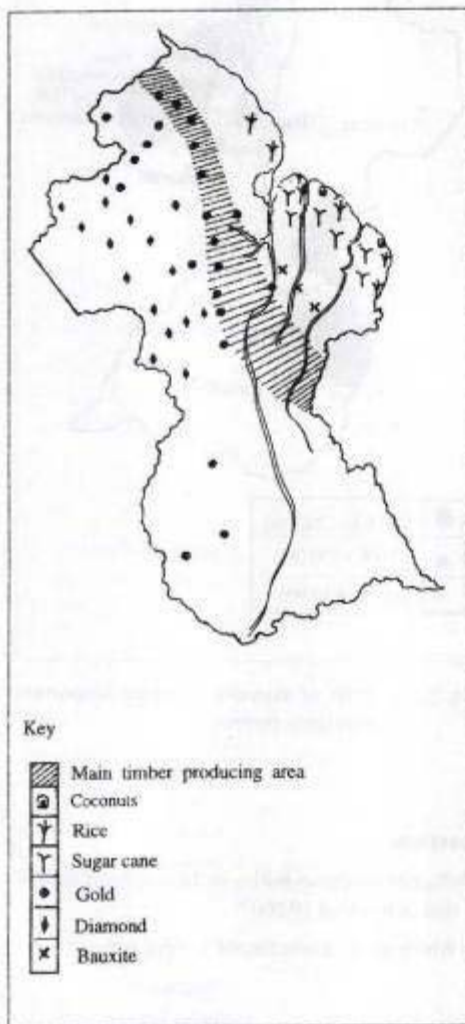 Key
Main timber producing area
Coconuts
Rice
Sugar cane
Gold
Diamond
Bauxite